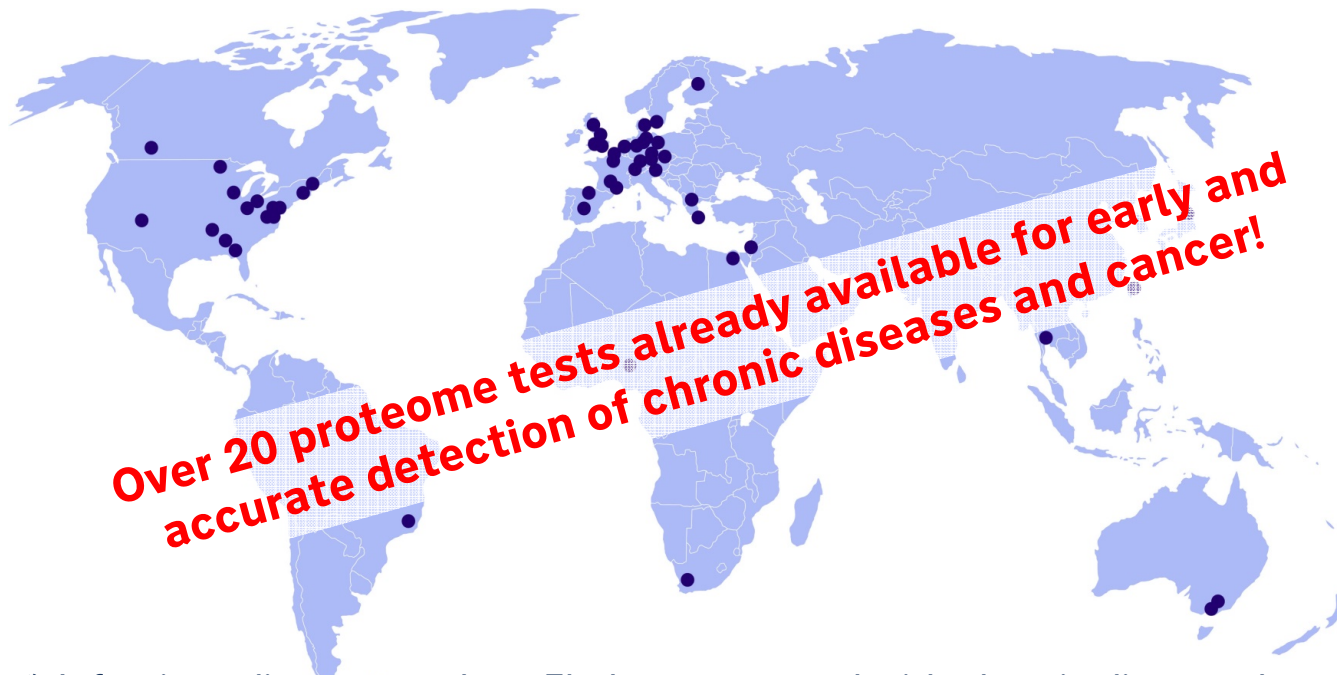 Over 20 proteome tests already available for early and
accurate detection of chronic diseases and cancer!